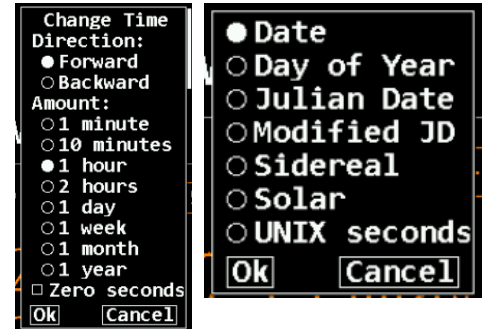 Change Time
Direction:
Forward
Backward
Amount:
1 minute
10 minutes
1 hour
2 hours
1 day
1 week
1 month
1 year
Zero seconds
Ok Cancel
Date
Day of Year
Julian Date
Modified JD
Sidereal
Solar
UNIX seconds
Ok Cancel